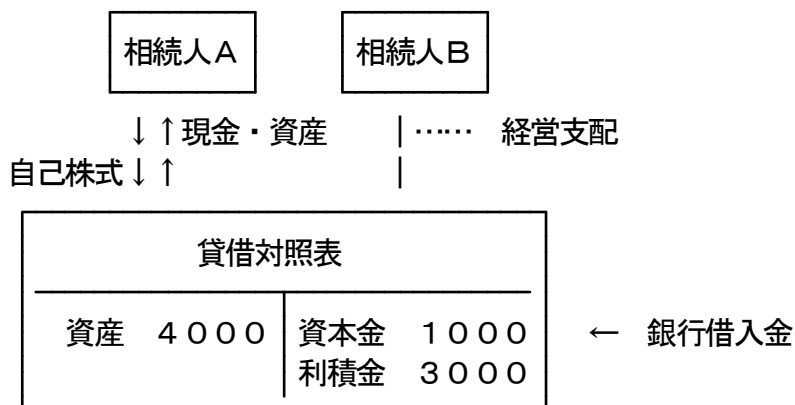 相続人A 相続人B
↓↑現金・資産 |…… 経営支配
自己株式↓↑ |
貸借対照表
資産 4000 資本金 1000 ← 銀行借入金
利積金 3000